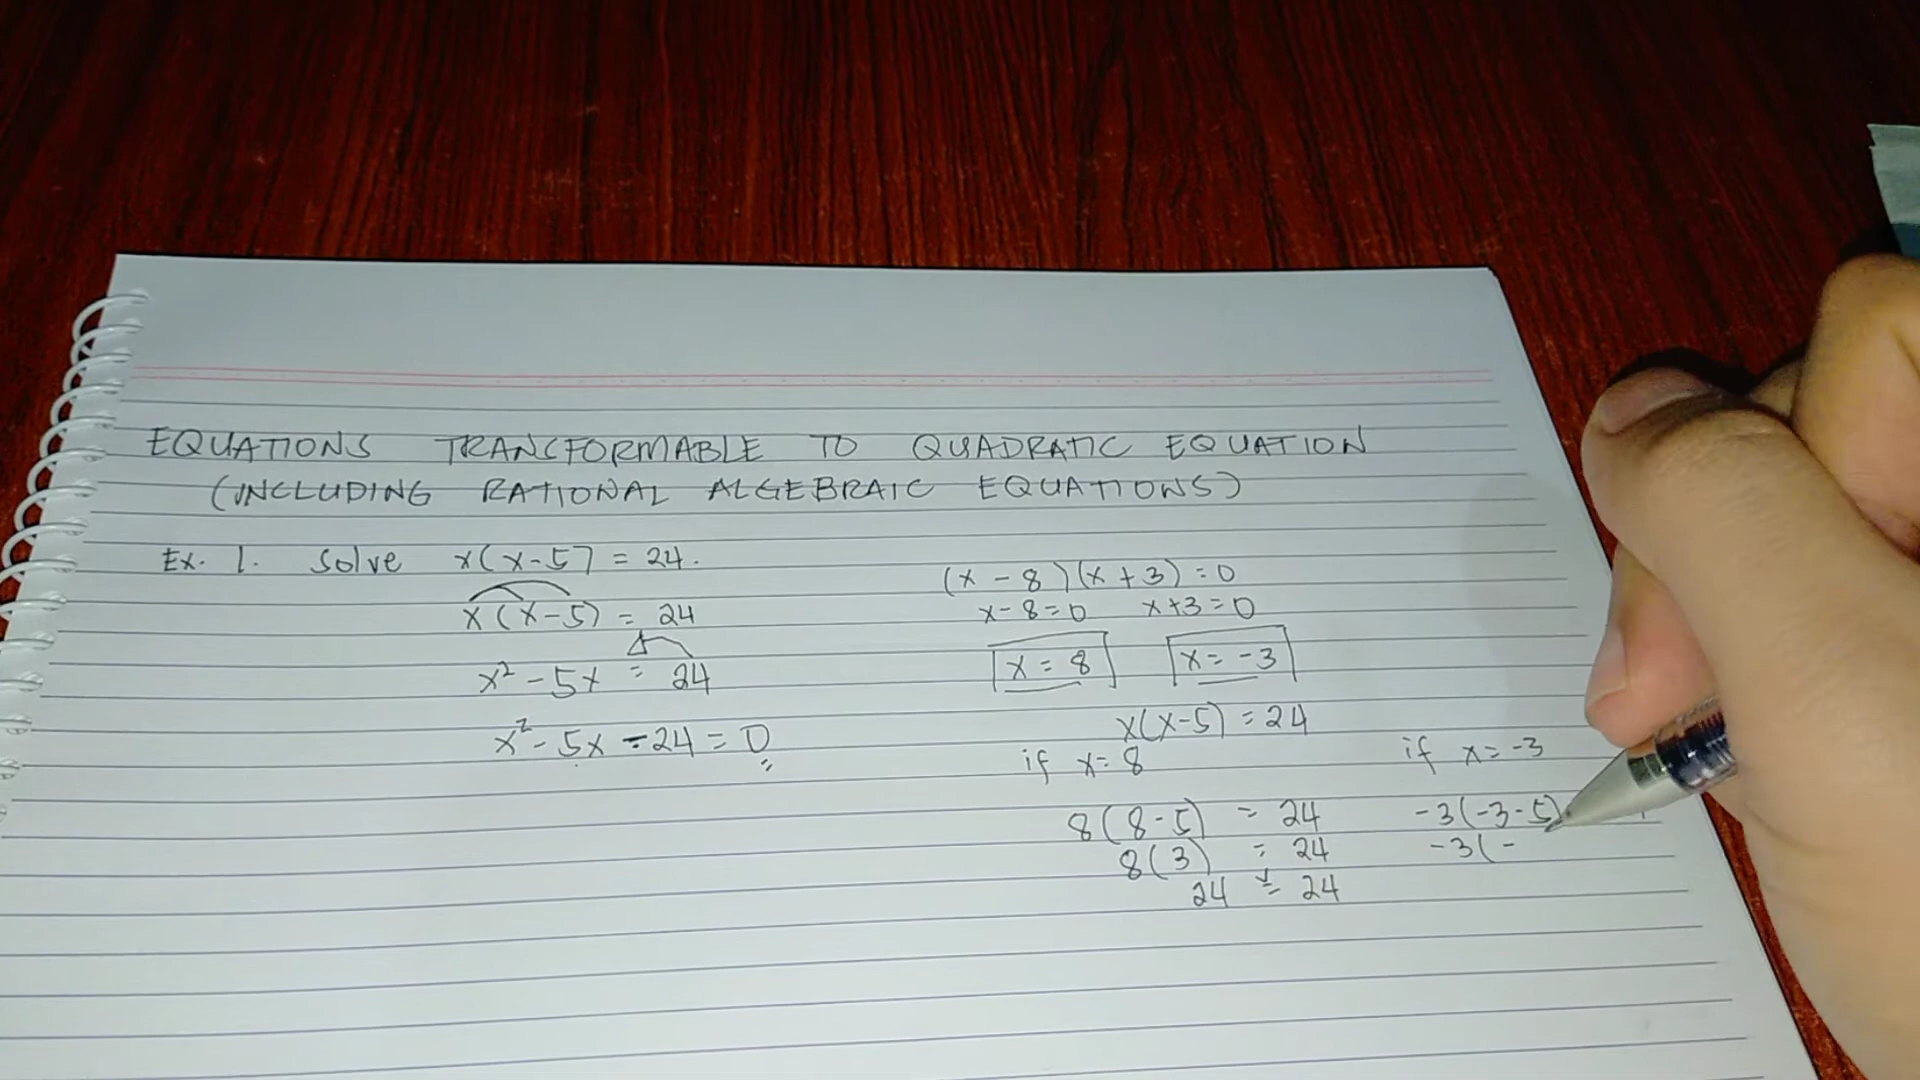 EQUATIONS TRANSFORMABLE TO QUADRATIC EQUATION
(INCLUDING RATIONAL ALGEBRAIC EQUATIONS)
Ex. 1. Solve x(x-5) = 24.
x(x-5) = 24
x² - 5x = 24
x² - 5x - 24 = 0
(x - 8)(x + 3) = 0
x - 8 = 0 x + 3 = 0
x = 8 x = -3
x(x-5) = 24
if x = 8
8(8-5) = 24
8(3) = 24
24 = 24
if x = -3
-3(-3-5)
-3(-